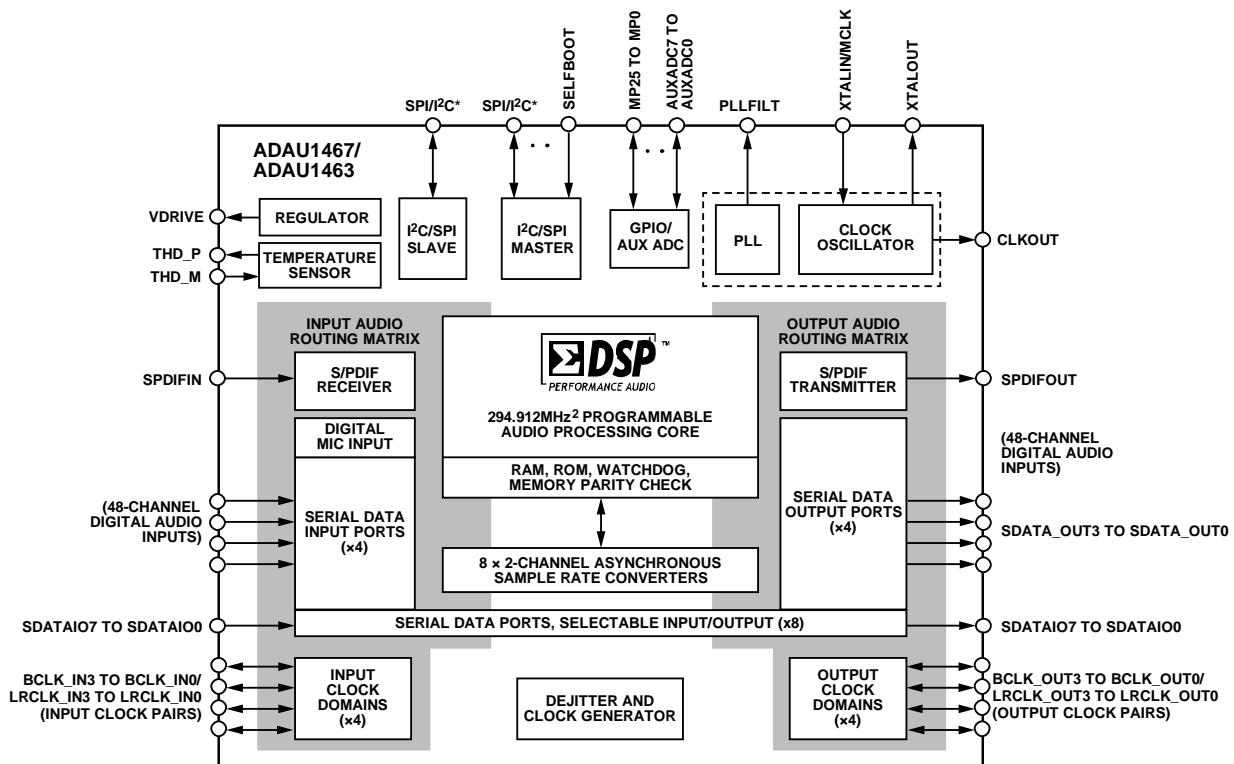 SELFBOOT
MP25 TO MP0
AUXADC7 TO
AUXADC0
XTALIN/MCLK
XTALOUT
SPI/I²C*
SPI/I²C*
PLLFILT
ADAU1467/
ADAU1463
VDRIVE
REGULATOR
THD_P
THD_M
TEMPERATURE
SENSOR
I²C/SPI
SLAVE
I²C/SPI
MASTER
GPIO/
AUX ADC
PLL
CLOCK
OSCILLATOR
CLKOUT
INPUT AUDIO
ROUTING MATRIX
ΣDSP™
PERFORMANCE AUDIO
294.912MHz² PROGRAMMABLE
AUDIO PROCESSING CORE
RAM, ROM, WATCHDOG,
MEMORY PARITY CHECK
OUTPUT AUDIO
ROUTING MATRIX
SPDIFIN
S/PDIF
RECEIVER
S/PDIF
TRANSMITTER
SPDIFOUT
DIGITAL
MIC INPUT
(48-CHANNEL
DIGITAL AUDIO
INPUTS)
SERIAL DATA
INPUT PORTS
(×4)
8 × 2-CHANNEL ASYNCHRONOUS
SAMPLE RATE CONVERTERS
SERIAL DATA
OUTPUT PORTS
(×4)
(48-CHANNEL
DIGITAL AUDIO
INPUTS)
SDATA_OUT3 TO SDATA_OUT0
SDATAIO7 TO SDATAIO0
SERIAL DATA PORTS, SELECTABLE INPUT/OUTPUT (x8)
SDATAIO7 TO SDATAIO0
BCLK_IN3 TO BCLK_IN0/
LRCLK_IN3 TO LRCLK_IN0
(INPUT CLOCK PAIRS)
INPUT
CLOCK
DOMAINS
(×4)
DEJITTER AND
CLOCK GENERATOR
OUTPUT
CLOCK
DOMAINS
(×4)
BCLK_OUT3 TO BCLK_OUT0/
LRCLK_OUT3 TO LRCLK_OUT0
(OUTPUT CLOCK PAIRS)